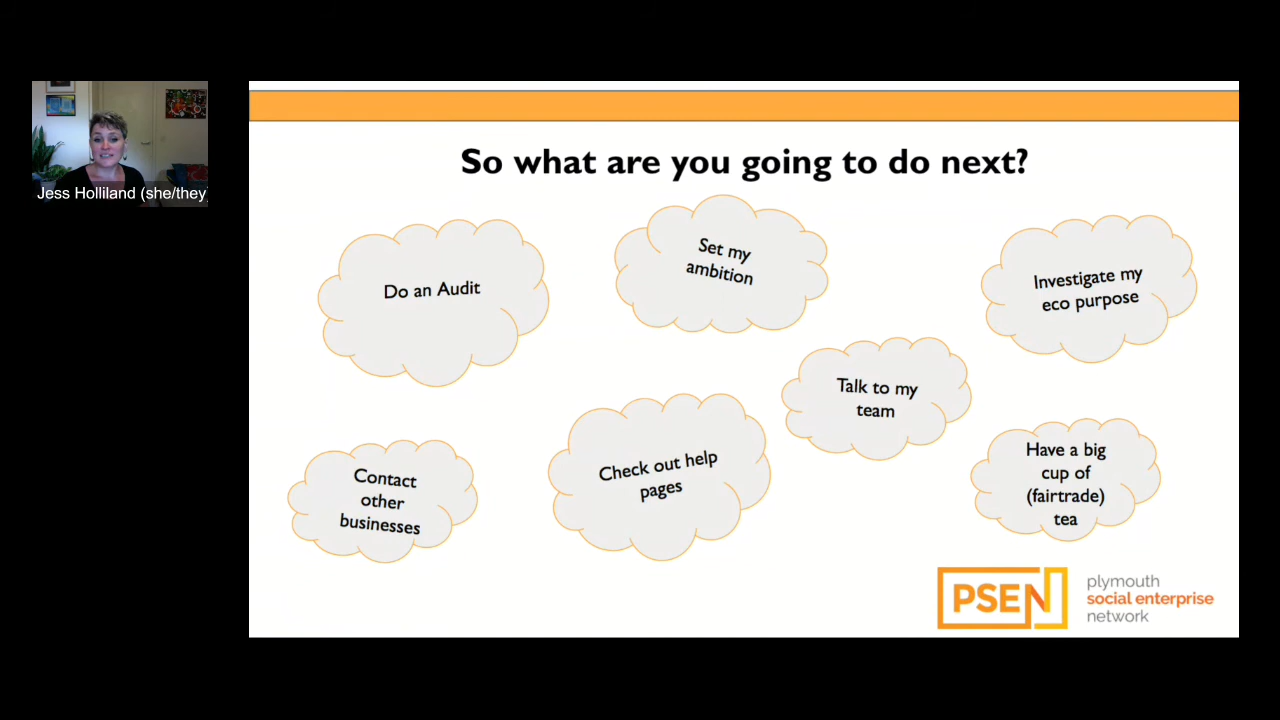 Jess Holliland (she/they
So what are you going to do next?
Do an Audit
Set my
ambition
Investigate my
eco purpose
Talk to my
team
Contact
other
businesses
Check out help
pages
Have a big
cup of
(fairtrade)
tea
PSEN
plymouth
social enterprise
network